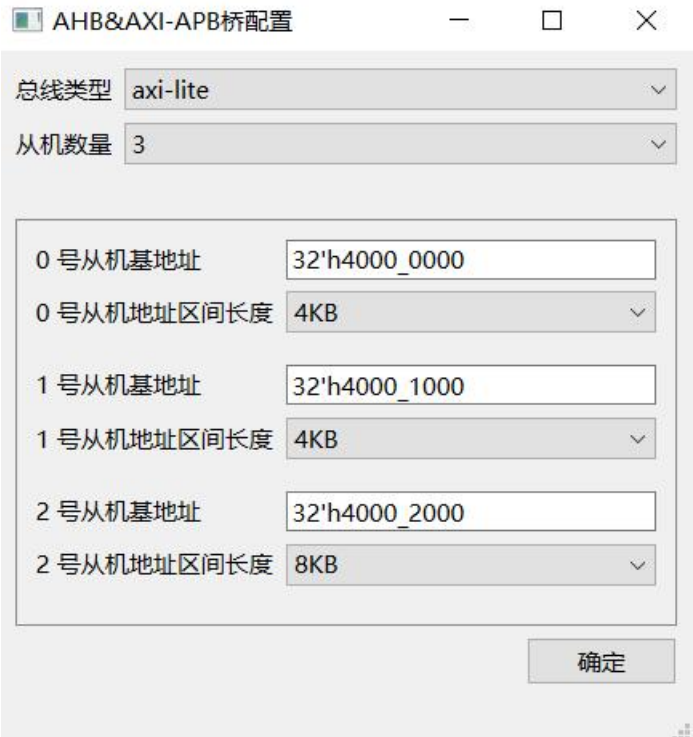 AHB&AXI-APB桥配置
总线类型 axi-lite
从机数量 3
0 号从机基地址 32'h4000_0000
0 号从机地址区间长度 4KB
1 号从机基地址 32'h4000_1000
1 号从机地址区间长度 4KB
2 号从机基地址 32'h4000_2000
2 号从机地址区间长度 8KB
确定